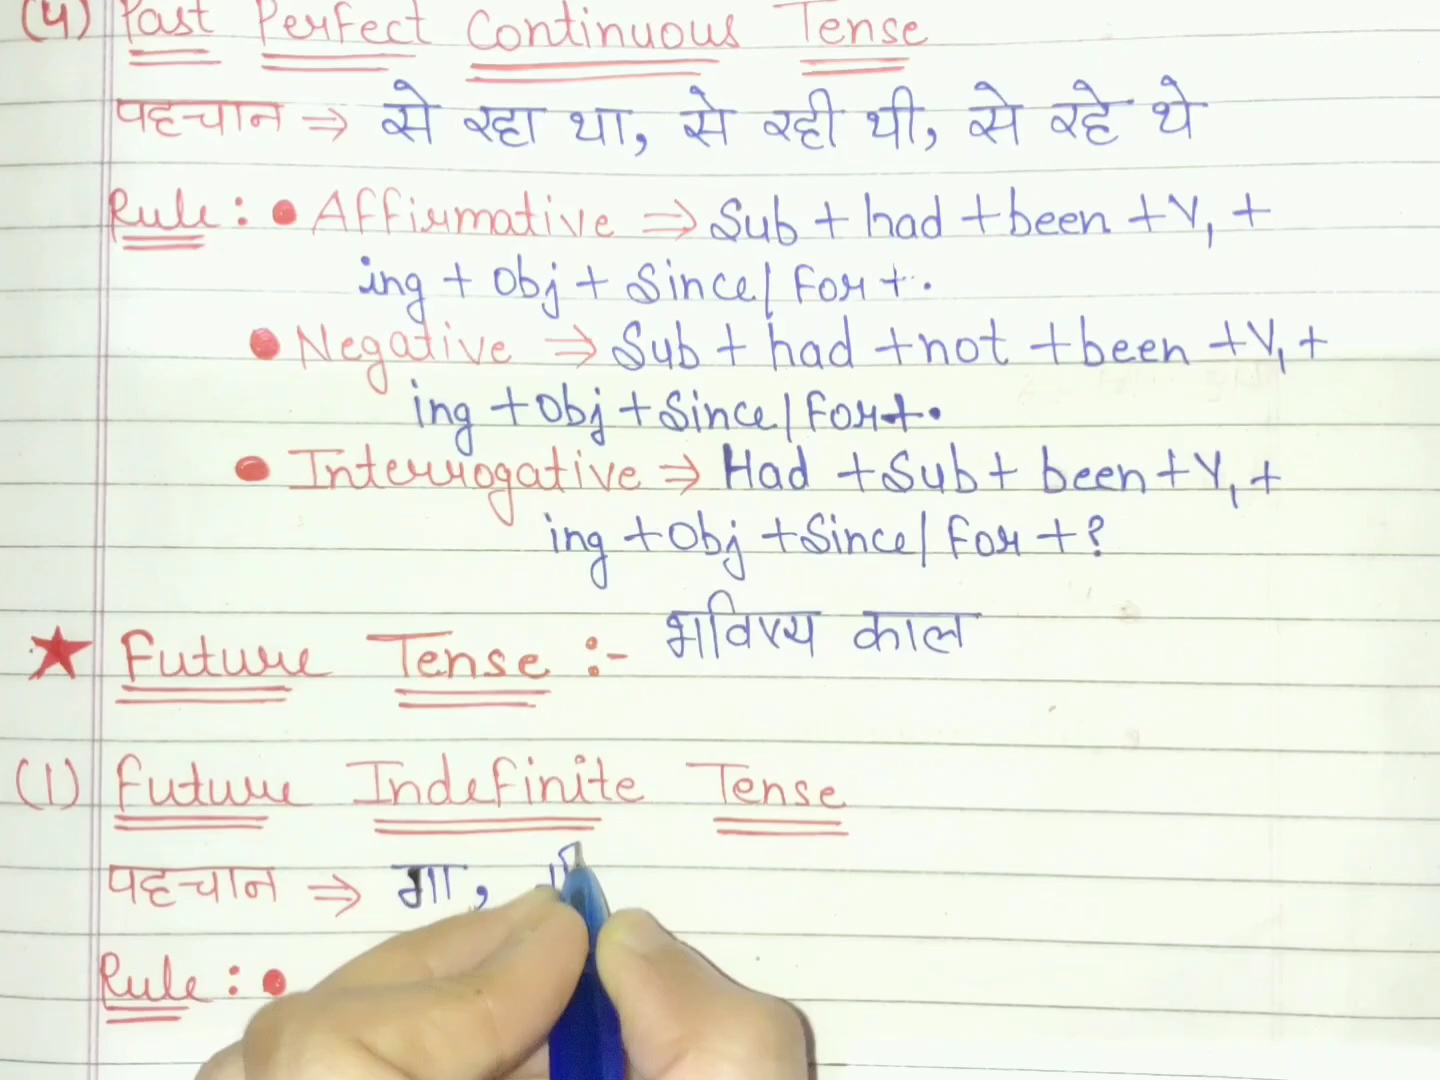 (4) Past Perfect Continuous Tense
पहचान ⇒ से रहा था, से रही थी, से रहे थे
Rule : • Affirmative ⇒ Sub + had + been + V₁ +
ing + Obj + Since/For + .
• Negative ⇒ Sub + had + not + been + V₁ +
ing + Obj + Since/For + .
• Interrogative ⇒ Had + Sub + been + V₁ +
ing + Obj + Since/For + ?
★ Future Tense :- भविष्य काल
(1) Future Indefinite Tense
पहचान ⇒ गा,
Rule : •